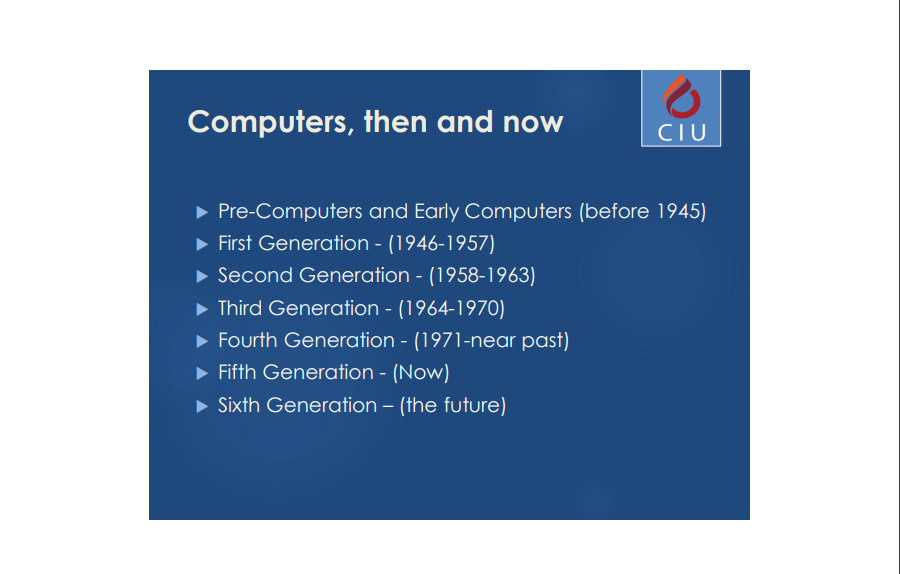 Computers, then and now
CIU
Pre-Computers and Early Computers (before 1945)
First Generation - (1946-1957)
Second Generation - (1958-1963)
Third Generation - (1964-1970)
Fourth Generation - (1971-near past)
Fifth Generation - (Now)
Sixth Generation – (the future)